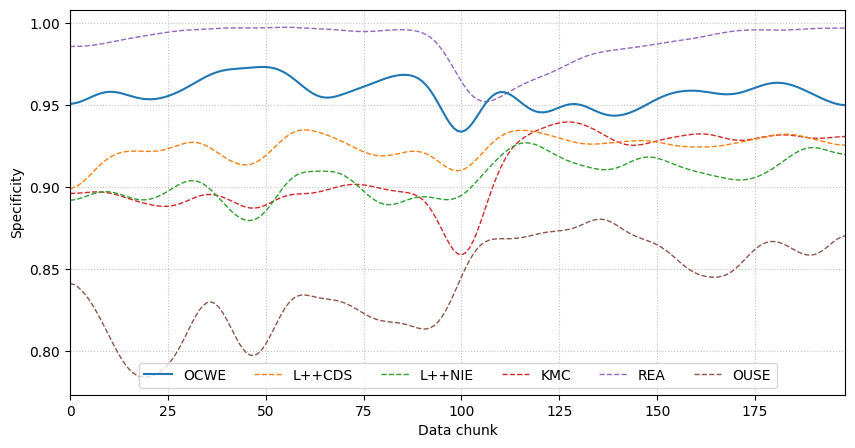 1.00
0.95
0.90
0.85
0.80
Specificity
OCWE L++CDS L++NIE KMC REA OUSE
0 25 50 75 100 125 150 175
Data chunk